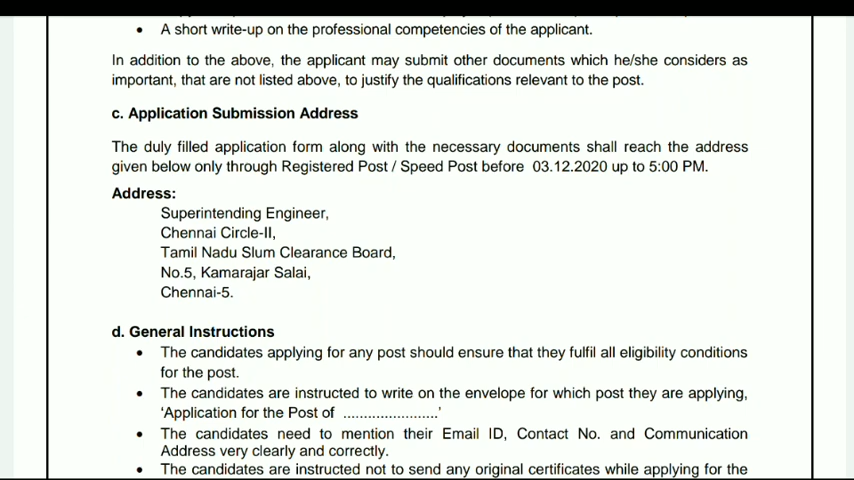 • A short write-up on the professional competencies of the applicant.
In addition to the above, the applicant may submit other documents which he/she considers as
important, that are not listed above, to justify the qualifications relevant to the post.
c. Application Submission Address
The duly filled application form along with the necessary documents shall reach the address
given below only through Registered Post / Speed Post before 03.12.2020 up to 5:00 PM.
Address:
Superintending Engineer,
Chennai Circle-II,
Tamil Nadu Slum Clearance Board,
No.5, Kamarajar Salai,
Chennai-5.
d. General Instructions
• The candidates applying for any post should ensure that they fulfil all eligibility conditions
for the post.
• The candidates are instructed to write on the envelope for which post they are applying,
‘Application for the Post of .......................’
• The candidates need to mention their Email ID, Contact No. and Communication
Address very clearly and correctly.
• The candidates are instructed not to send any original certificates while applying for the